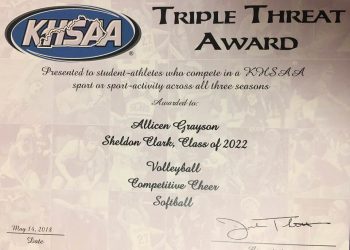 KHSAA
TRIPLE THREAT
AWARD
Presented to student-athletes who compete in a KHSAA
sport or sport-activity across all three seasons
Awarded to:
Allicen Grayson
Sheldon Clark, Class of 2022
Volleyball
Competitive Cheer
Softball
May 14, 2018
Date